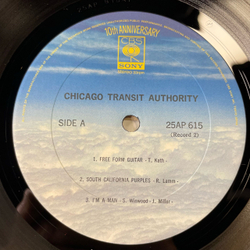 10th ANNIVERSARY
CBS
SONY
CHICAGO TRANSIT AUTHORITY
SIDE A
25AP 615
(Record 2)
1. FREE FORM GUITAR - T. Kath -
2. SOUTH CALIFORNIA PURPLES - R. Lamm -
3. I'M A MAN - S. Winwood - J. Miller -